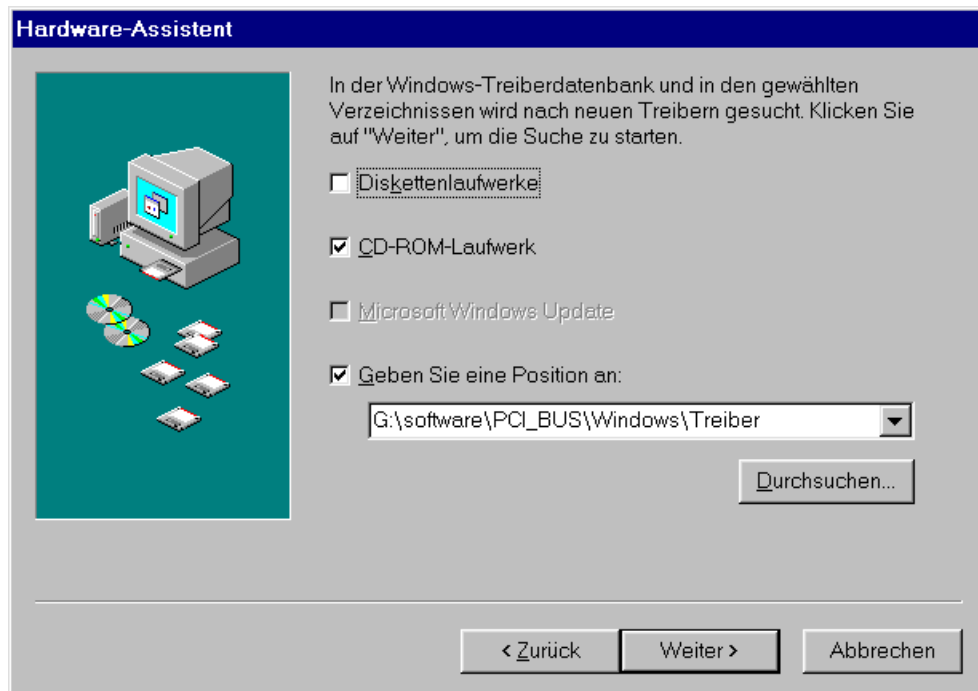 Hardware-Assistent
In der Windows-Treiberdatenbank und in den gewählten
Verzeichnissen wird nach neuen Treibern gesucht. Klicken Sie
auf "Weiter", um die Suche zu starten.
Diskettenlaufwerke
CD-ROM-Laufwerk
Microsoft Windows Update
Geben Sie eine Position an:
G:\software\PCI_BUS\Windows\Treiber
Durchsuchen...
< Zurück
Weiter >
Abbrechen